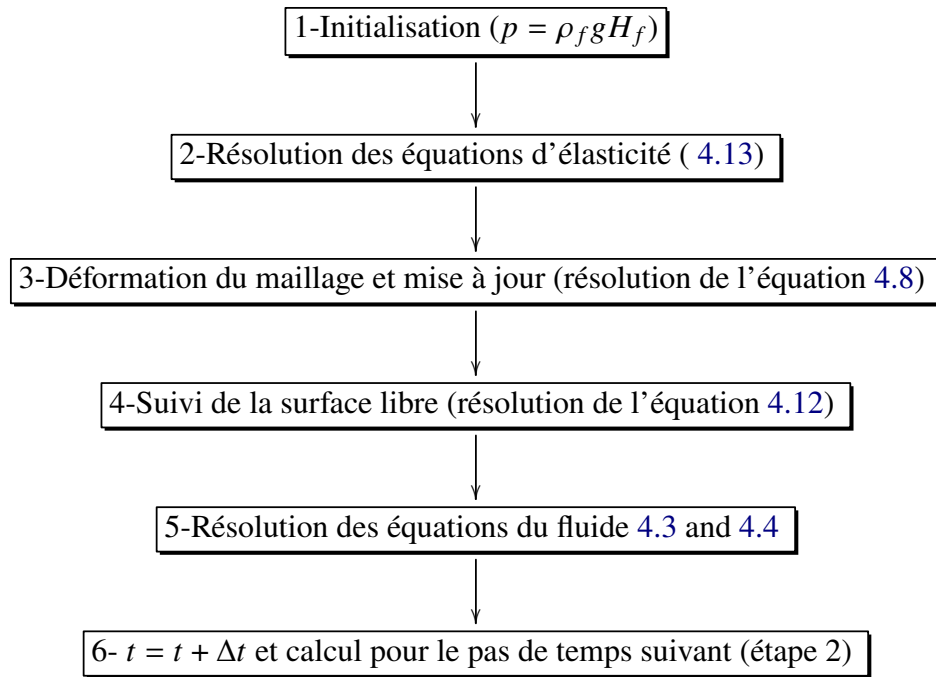 1-Initialisation (p = ρ_f gH_f)
2-Résolution des équations d’élasticité ( 4.13)
3-Déformation du maillage et mise à jour (résolution de l’équation 4.8)
4-Suivi de la surface libre (résolution de l’équation 4.12)
5-Résolution des équations du fluide 4.3 and 4.4
6- t = t + Δt et calcul pour le pas de temps suivant (étape 2)